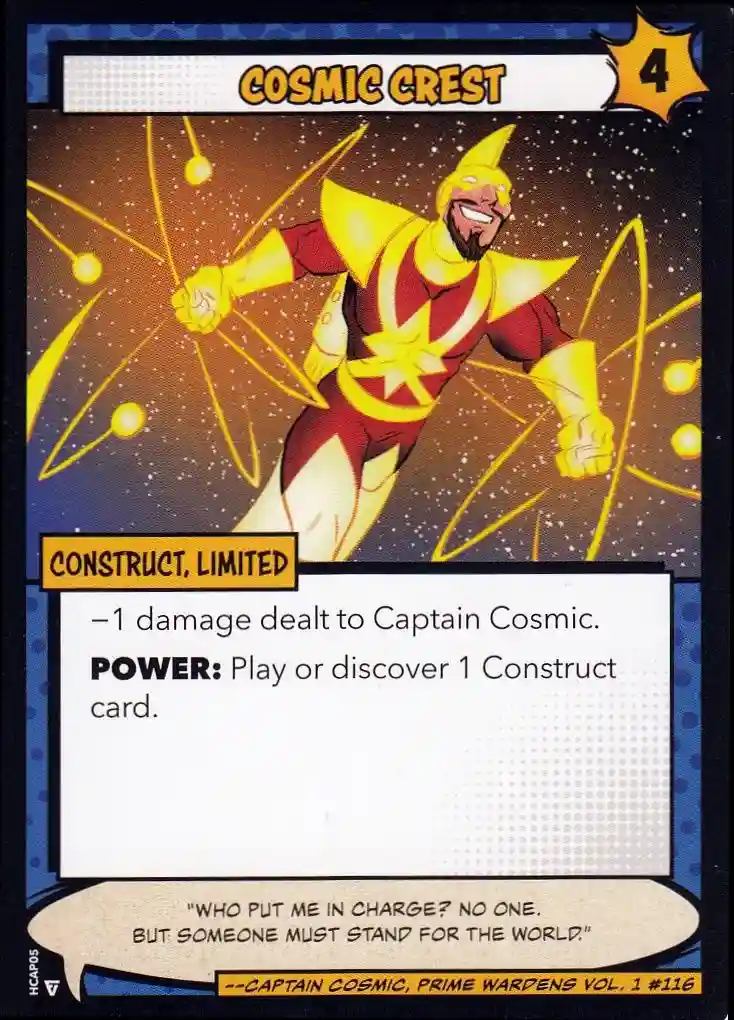 COSMIC CREST
4
CONSTRUCT, LIMITED
−1 damage dealt to Captain Cosmic.
POWER: Play or discover 1 Construct
card.
"WHO PUT ME IN CHARGE? NO ONE.
BUT SOMEONE MUST STAND FOR THE WORLD."
--CAPTAIN COSMIC, PRIME WARDENS VOL. 1 #116
HCAP05